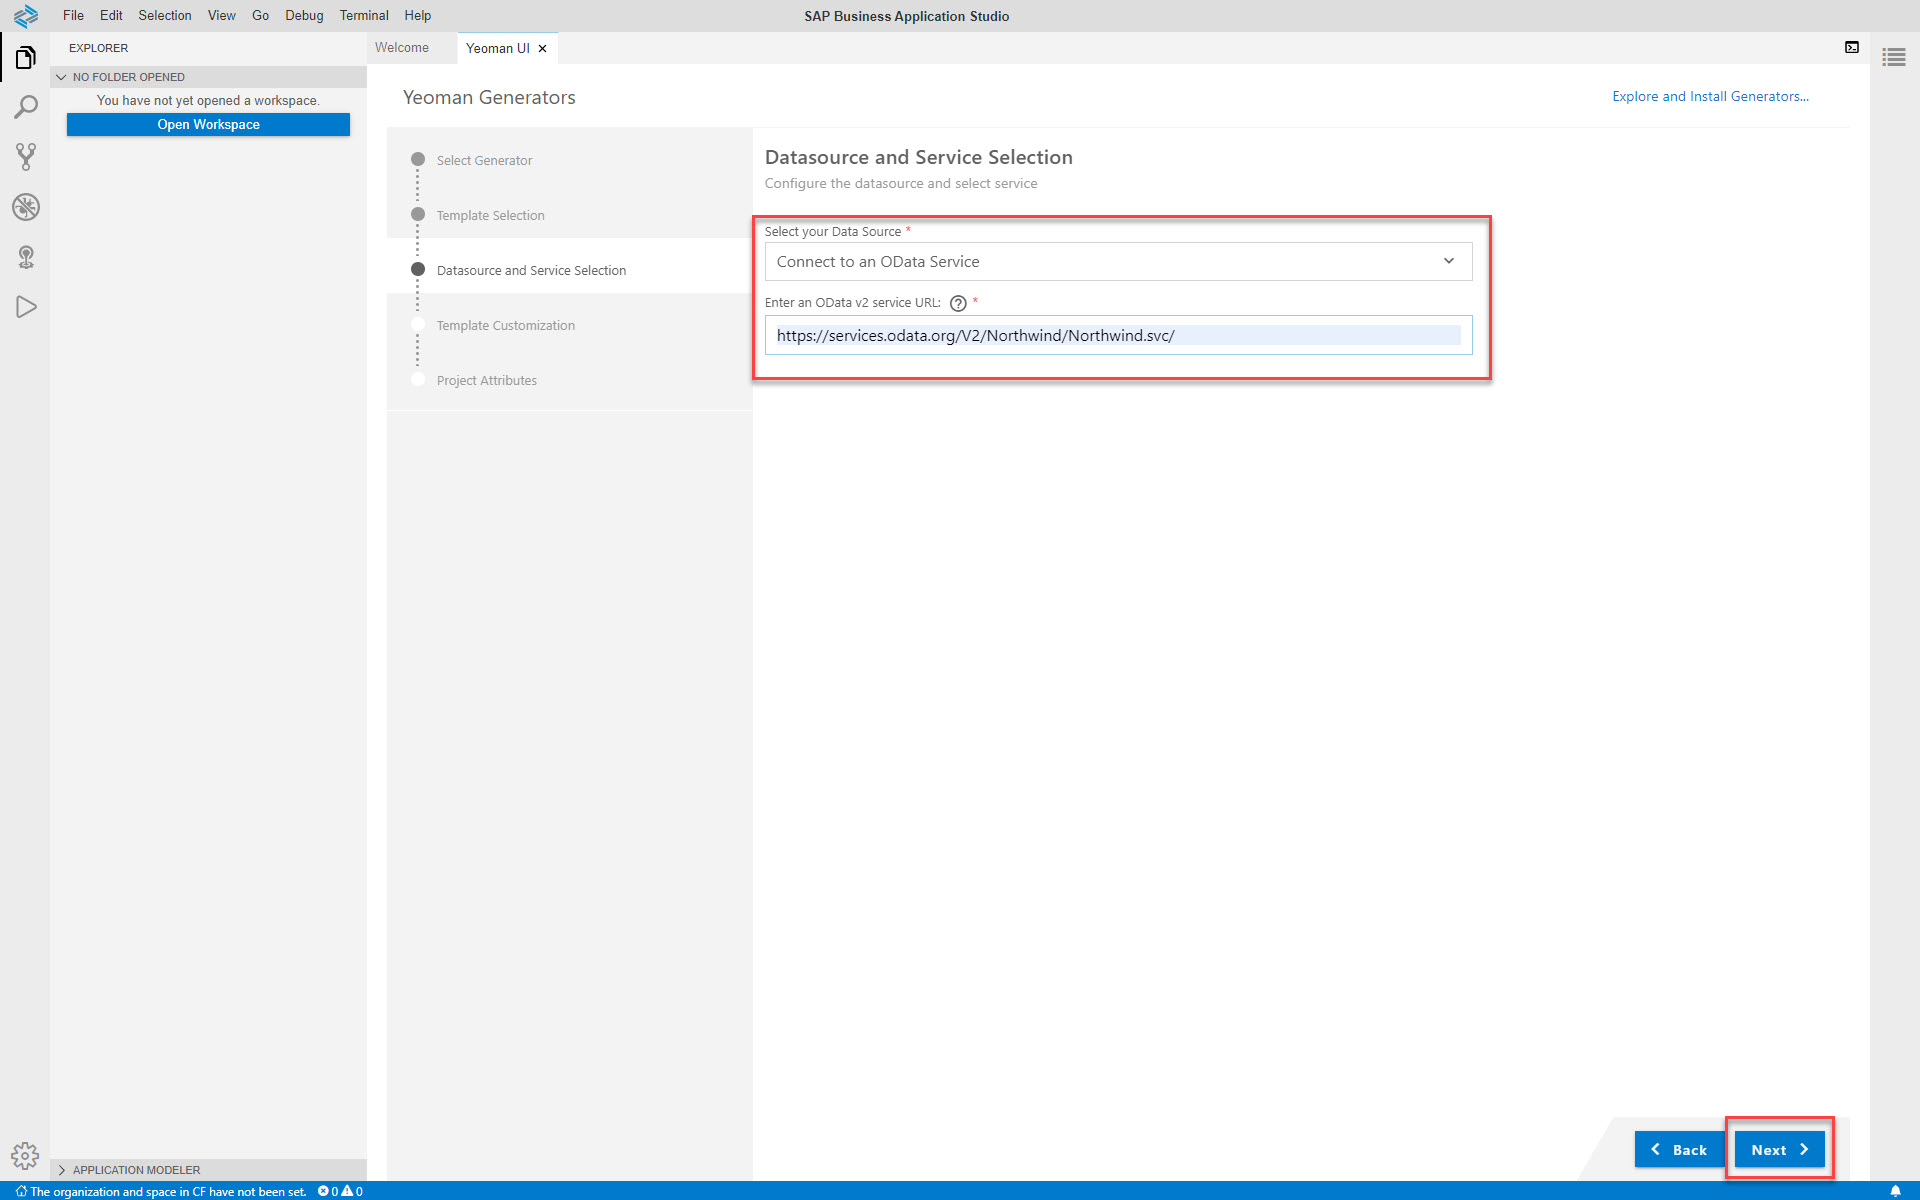 File Edit Selection View Go Debug Terminal Help
SAP Business Application Studio
EXPLORER
NO FOLDER OPENED
You have not yet opened a workspace.
Open Workspace
APPLICATION MODELER
Welcome
Yeoman UI
Yeoman Generators
Explore and Install Generators...
Select Generator
Template Selection
Datasource and Service Selection
Template Customization
Project Attributes
Datasource and Service Selection
Configure the datasource and select service
Select your Data Source *
Connect to an OData Service
Enter an OData v2 service URL: ? *
https://services.odata.org/V2/Northwind/Northwind.svc/
Back
Next
The organization and space in CF have not been set. 0 0